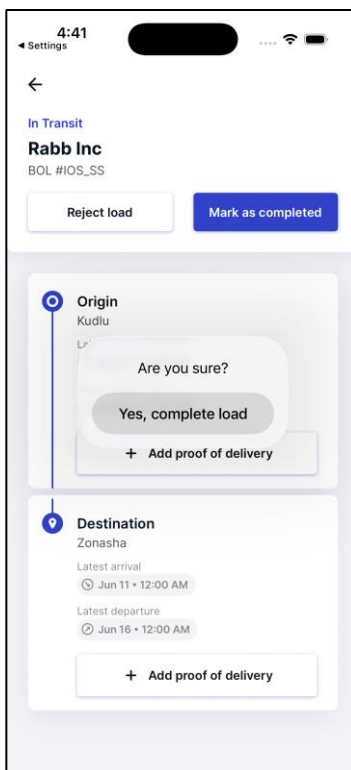 4:41
Settings
In Transit
Rabb Inc
BOL #IOS_SS
Reject load
Mark as completed
Origin
Kudlu
Are you sure?
Yes, complete load
+ Add proof of delivery
Destination
Zonasha
Latest arrival
Jun 11 • 12:00 AM
Latest departure
Jun 16 • 12:00 AM
+ Add proof of delivery